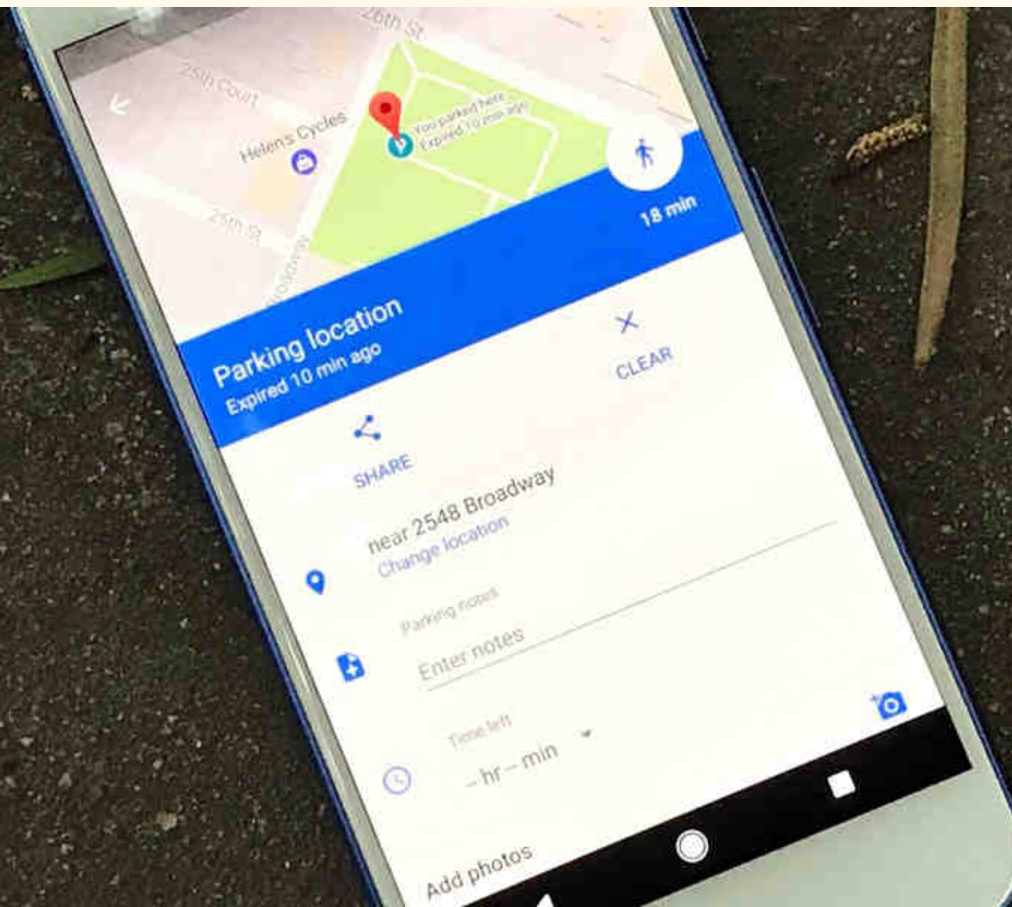 26th St
25th Court
Helen's Cycles
You parked here
Expired 10 min ago
25th St
Broadway
18 min
Parking location
Expired 10 min ago
SHARE
CLEAR
near 2548 Broadway
Change location
Parking notes
Enter notes
Time left
-- hr -- min
Add photos